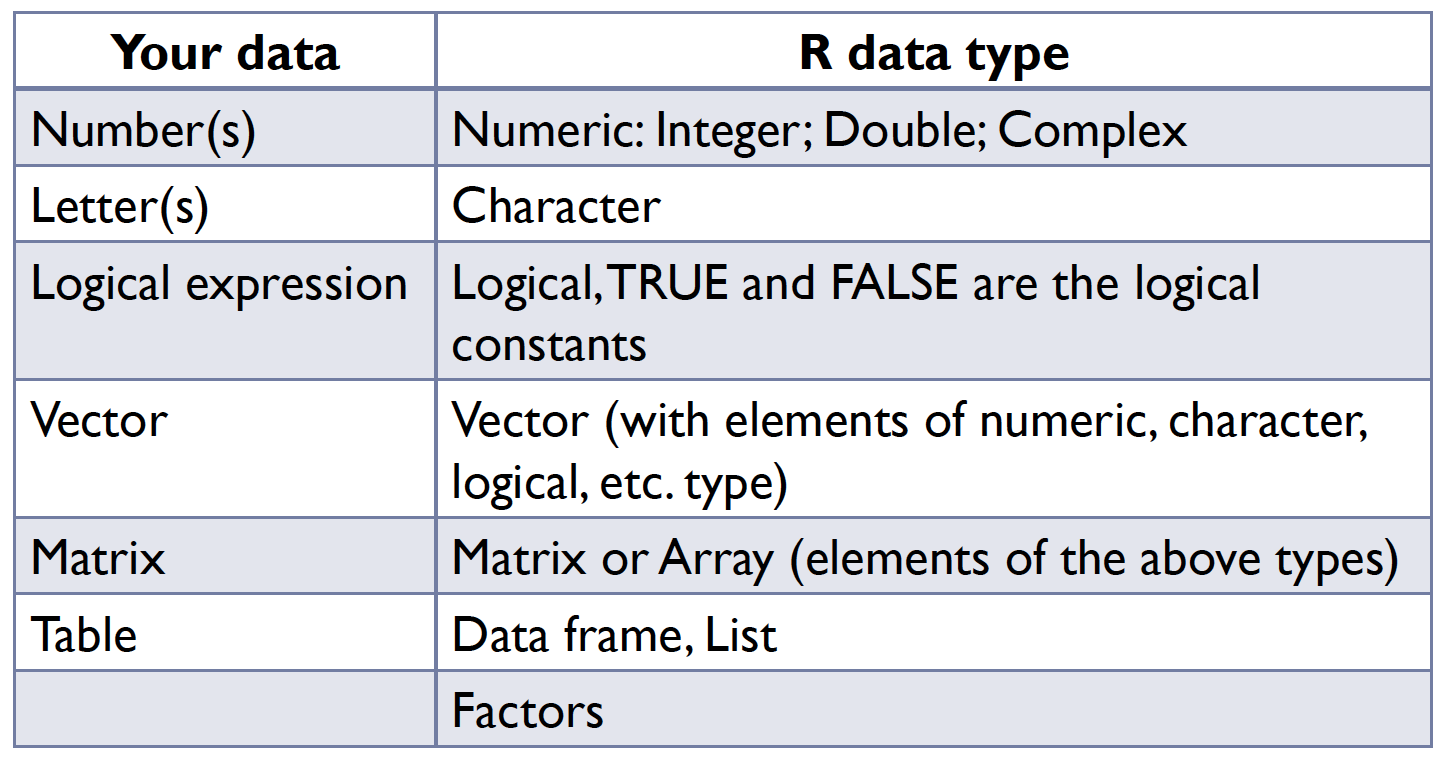 Your data R data type
Number(s) Numeric: Integer; Double; Complex
Letter(s) Character
Logical expression Logical, TRUE and FALSE are the logical
constants
Vector Vector (with elements of numeric, character,
logical, etc. type)
Matrix Matrix or Array (elements of the above types)
Table Data frame, List
Factors